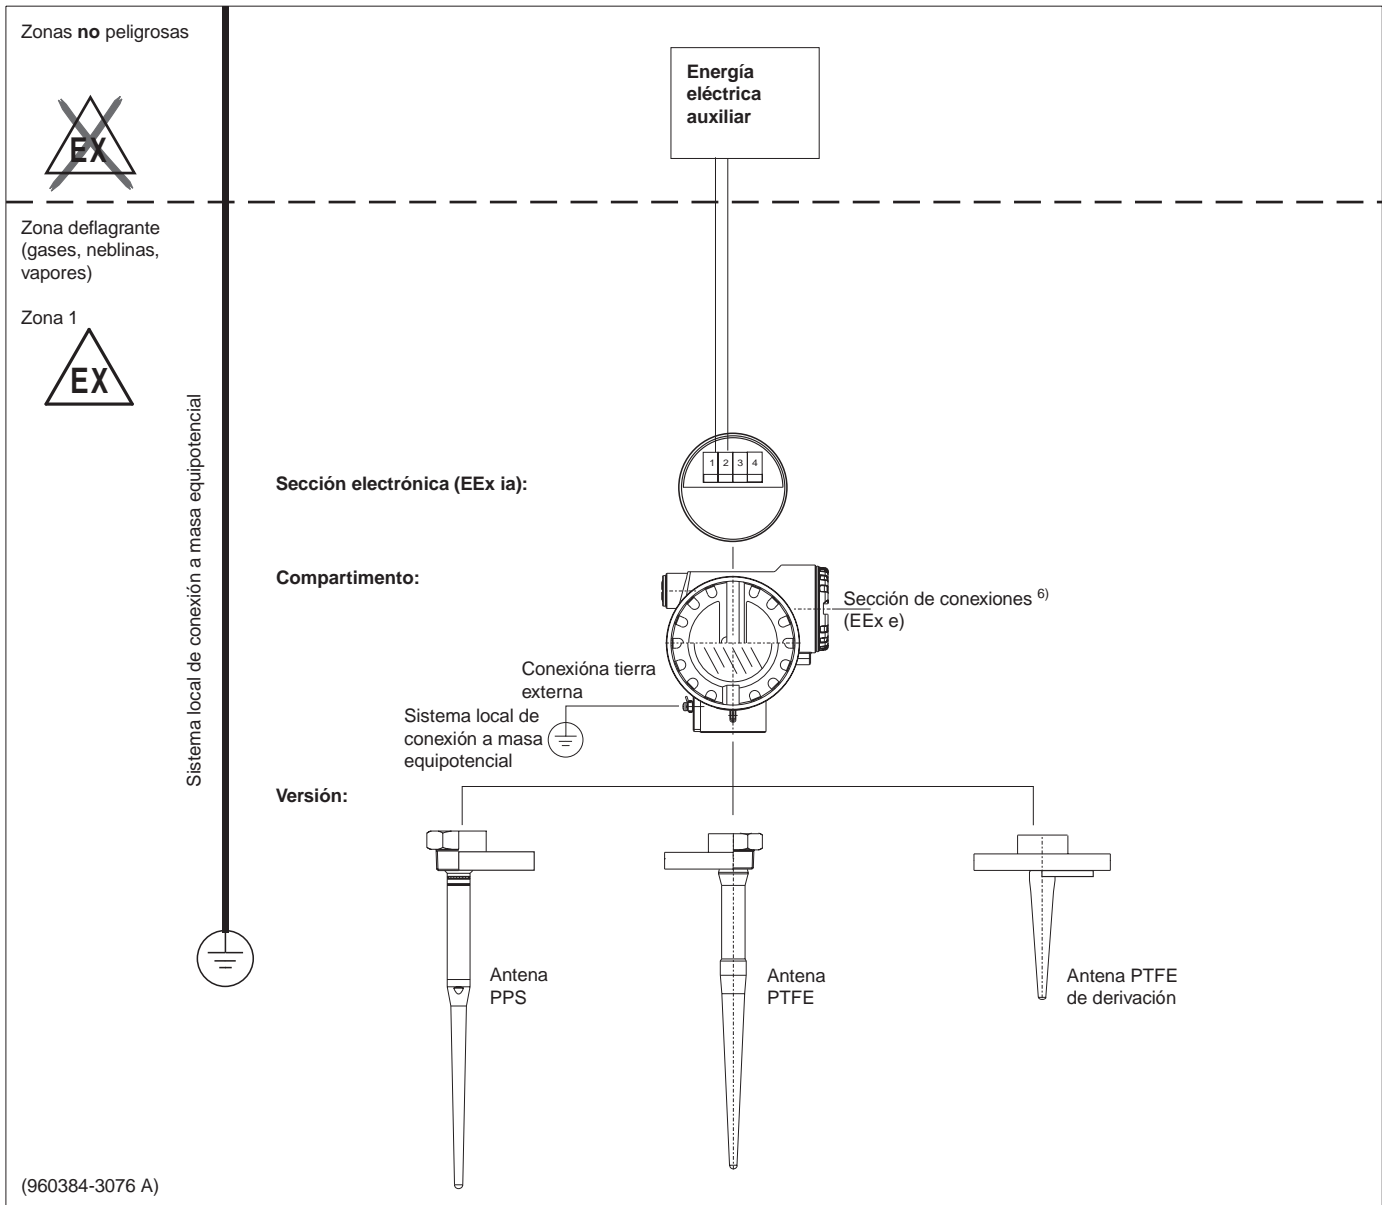 Zonas no peligrosas
EX
Energía
eléctrica
auxiliar
Zona deflagrante
(gases, neblinas,
vapores)
Zona 1
EX
Sistema local de conexión a masa equipotencial
1 2 3 4
Sección electrónica (EEx ia):
Compartimento:
Sección de conexiones 6)
(EEx e)
Conexióna tierra
externa
Sistema local de
conexión a masa
equipotencial
Versión:
Antena
PPS
Antena
PTFE
Antena PTFE
de derivación
(960384-3076 A)